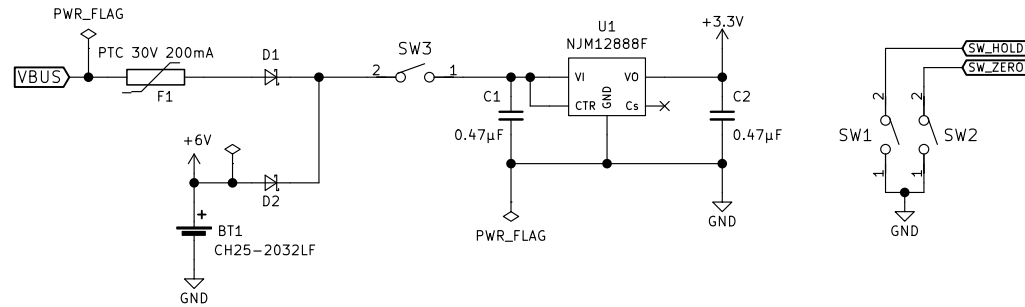 PWR_FLAG
PTC 30V 200mA
VBUS
F1
D1
SW3
2
1
U1
NJM12888F
VI
VO
CTR
GND
Cs
+3.3V
C1
0.47µF
C2
0.47µF
SW_HOLD
SW_ZERO
2
2
SW1
SW2
1
1
GND
+6V
D2
+
BT1
CH25-2032LF
GND
PWR_FLAG
GND